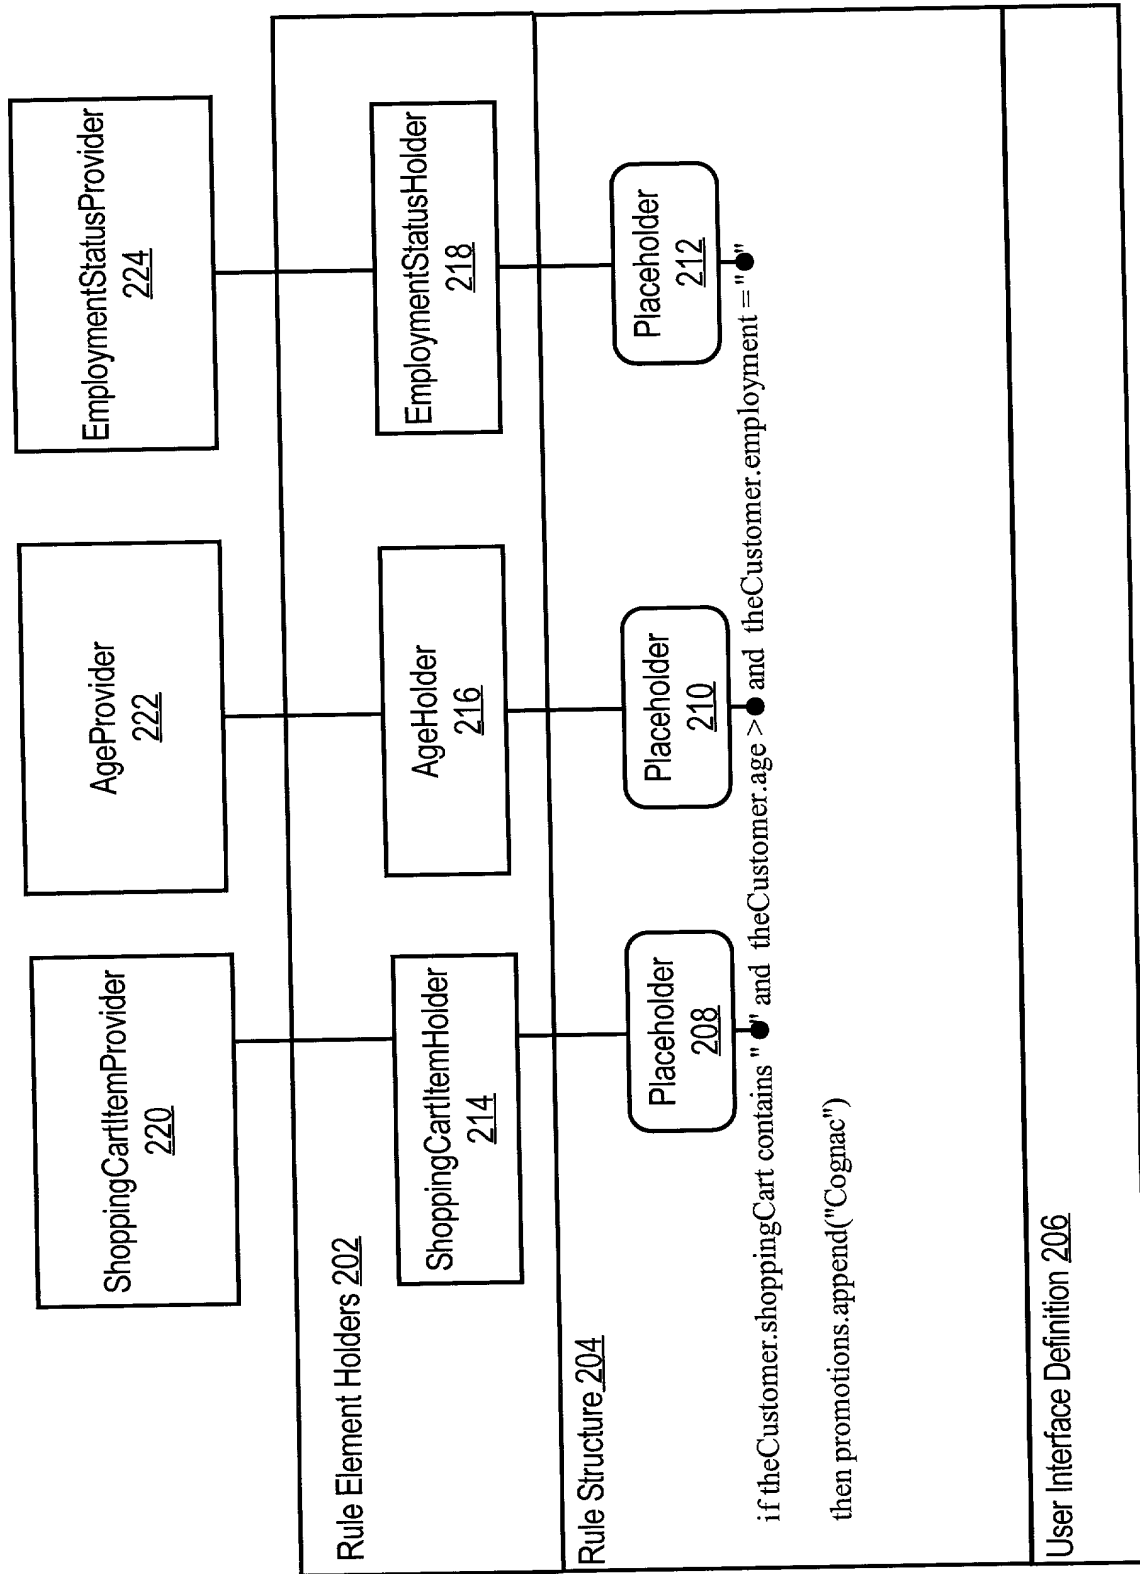 ShoppingCartItemProvider
220
AgeProvider
222
EmploymentStatusProvider
224
Rule Element Holders 202
ShoppingCartItemHolder
214
AgeHolder
216
EmploymentStatusHolder
218
Rule Structure 204
Placeholder
208
Placeholder
210
Placeholder
212
if theCustomer.shoppingCart contains " " and theCustomer.age > and theCustomer.employment = " "
then promotions.append("Cognac")
User Interface Definition 206